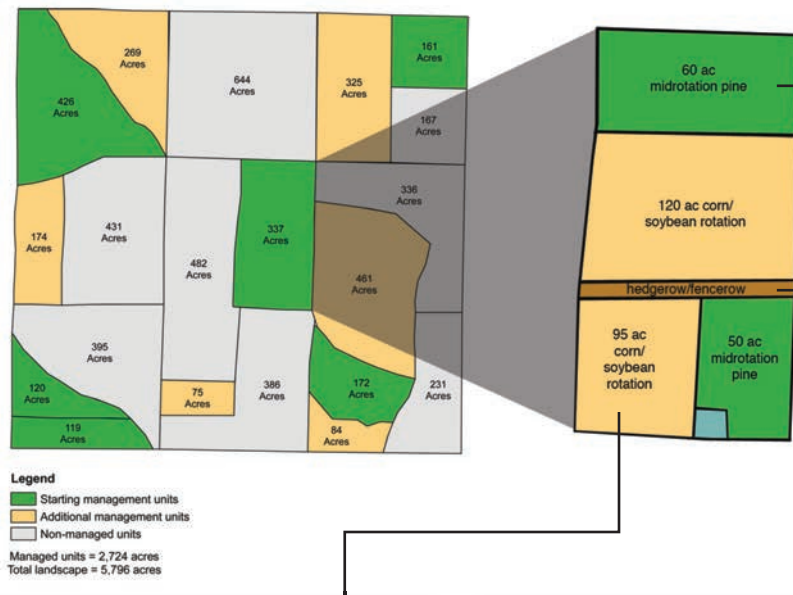 269
Acres
426
Acres
644
Acres
325
Acres
161
Acres
167
Acres
174
Acres
431
Acres
482
Acres
337
Acres
336
Acres
461
Acres
395
Acres
120
Acres
119
Acres
75
Acres
386
Acres
172
Acres
84
Acres
231
Acres
60 ac
midrotation pine
120 ac corn/
soybean rotation
hedgerow/fencerow
95 ac
corn/
soybean
rotation
50 ac
midrotation
pine
Legend
Starting management units
Additional management units
Non-managed units
Managed units = 2,724 acres
Total landscape = 5,796 acres